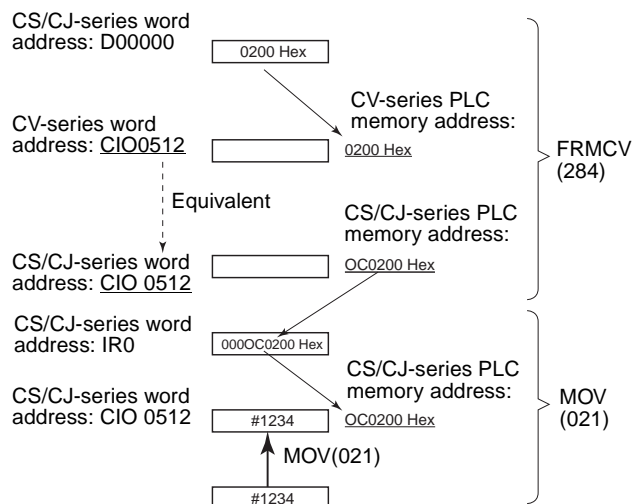 CS/CJ-series word
address: D00000
0200 Hex
CV-series PLC
memory address:
CV-series word
address: CIO0512
0200 Hex
FRMCV
(284)
Equivalent
CS/CJ-series PLC
memory address:
CS/CJ-series word
address: CIO 0512
OC0200 Hex
CS/CJ-series word
address: IR0
000OC0200 Hex
CS/CJ-series PLC
memory address:
CS/CJ-series word
address: CIO 0512
#1234
OC0200 Hex
MOV
(021)
MOV(021)
#1234